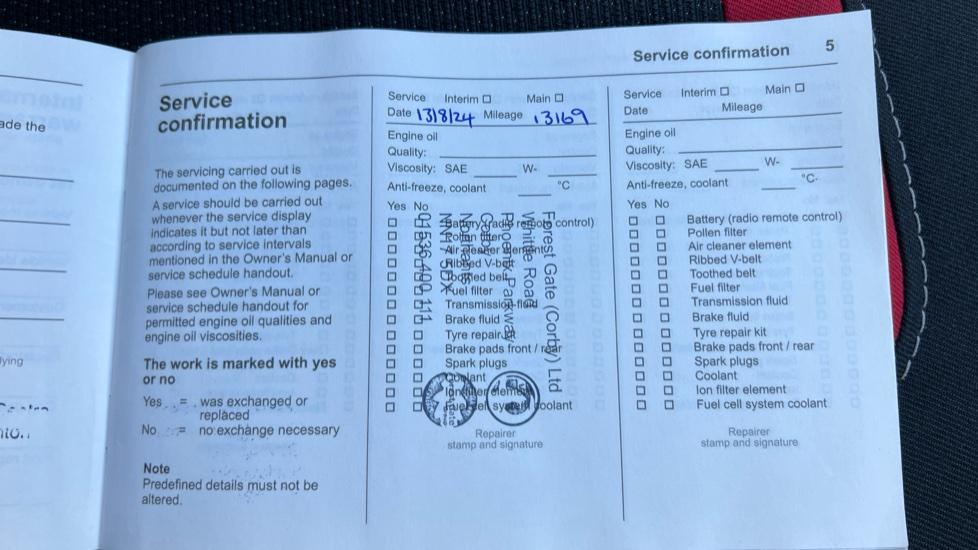 Service confirmation 5
ade the
lying
Service
confirmation
The servicing carried out is
documented on the following pages.
A service should be carried out
whenever the service display
indicates it but not later than
according to service intervals
mentioned in the Owner's Manual or
service schedule handout.
Please see Owner's Manual or
service schedule handout for
permitted engine oil qualities and
engine oil viscosities.
The work is marked with yes
or no
Yes = was exchanged or
replaced
No = no exchange necessary
Note
Predefined details must not be
altered.
Service Interim ☐ Main ☐
Date 13/8/24 Mileage 13169
Engine oil
Quality:
Viscosity: SAE W-
Anti-freeze, coolant °C
Yes No
☐ ☐ Battery (radio remote control)
☐ ☐ Pollen filter
☐ ☐ Air cleaner element
☐ ☐ Ribbed V-belt
☐ ☐ Toothed belt
☐ ☐ Fuel filter
☐ ☐ Transmission fluid
☐ ☐ Brake fluid
☐ ☐ Tyre repair kit
☐ ☐ Brake pads front / rear
☐ ☐ Spark plugs
☐ ☐ Coolant
☐ ☐ Ion filter element
☐ ☐ Fuel cell system coolant
Forest Gate (Corby) Ltd
Whittle Road
Phoenix Parkway
Corby
Northants
NN17 5DX
01536 400 111
Repairer
stamp and signature
Service Interim ☐ Main ☐
Date Mileage
Engine oil
Quality:
Viscosity: SAE W-
Anti-freeze, coolant °C
Yes No
☐ ☐ Battery (radio remote control)
☐ ☐ Pollen filter
☐ ☐ Air cleaner element
☐ ☐ Ribbed V-belt
☐ ☐ Toothed belt
☐ ☐ Fuel filter
☐ ☐ Transmission fluid
☐ ☐ Brake fluid
☐ ☐ Tyre repair kit
☐ ☐ Brake pads front / rear
☐ ☐ Spark plugs
☐ ☐ Coolant
☐ ☐ Ion filter element
☐ ☐ Fuel cell system coolant
Repairer
stamp and signature